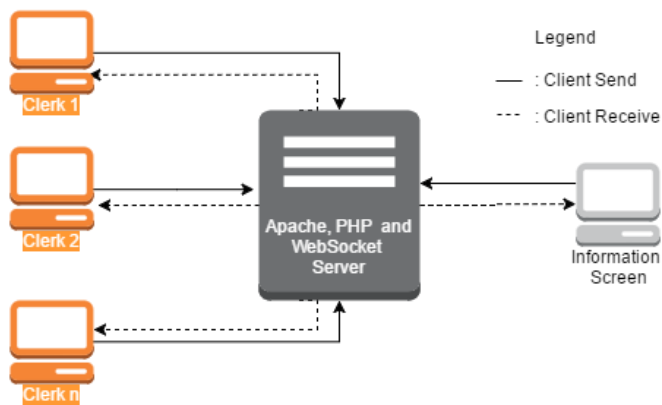 Legend
: Client Send
: Client Receive
Clerk 1
Clerk 2
Apache, PHP and
WebSocket
Server
Information
Screen
Clerk n